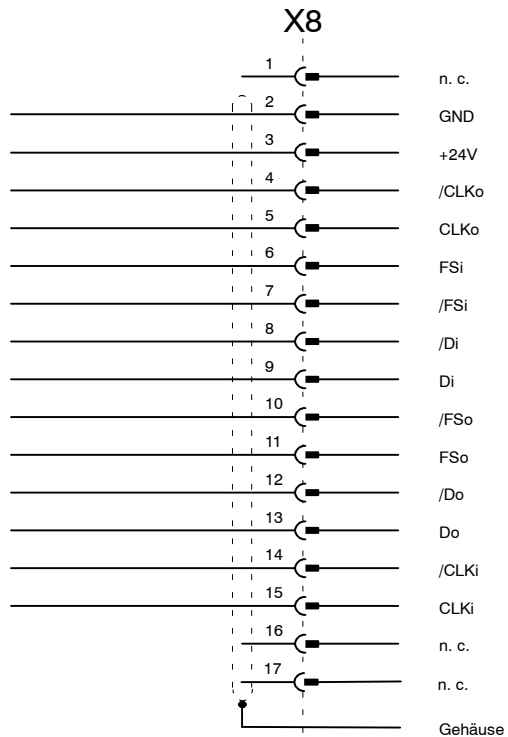 X8
1 n. c.
2 GND
3 +24V
4 /CLKo
5 CLKo
6 FSi
7 /FSi
8 /Di
9 Di
10 /FSo
11 FSo
12 /Do
13 Do
14 /CLKi
15 CLKi
16 n. c.
17 n. c.
Gehäuse